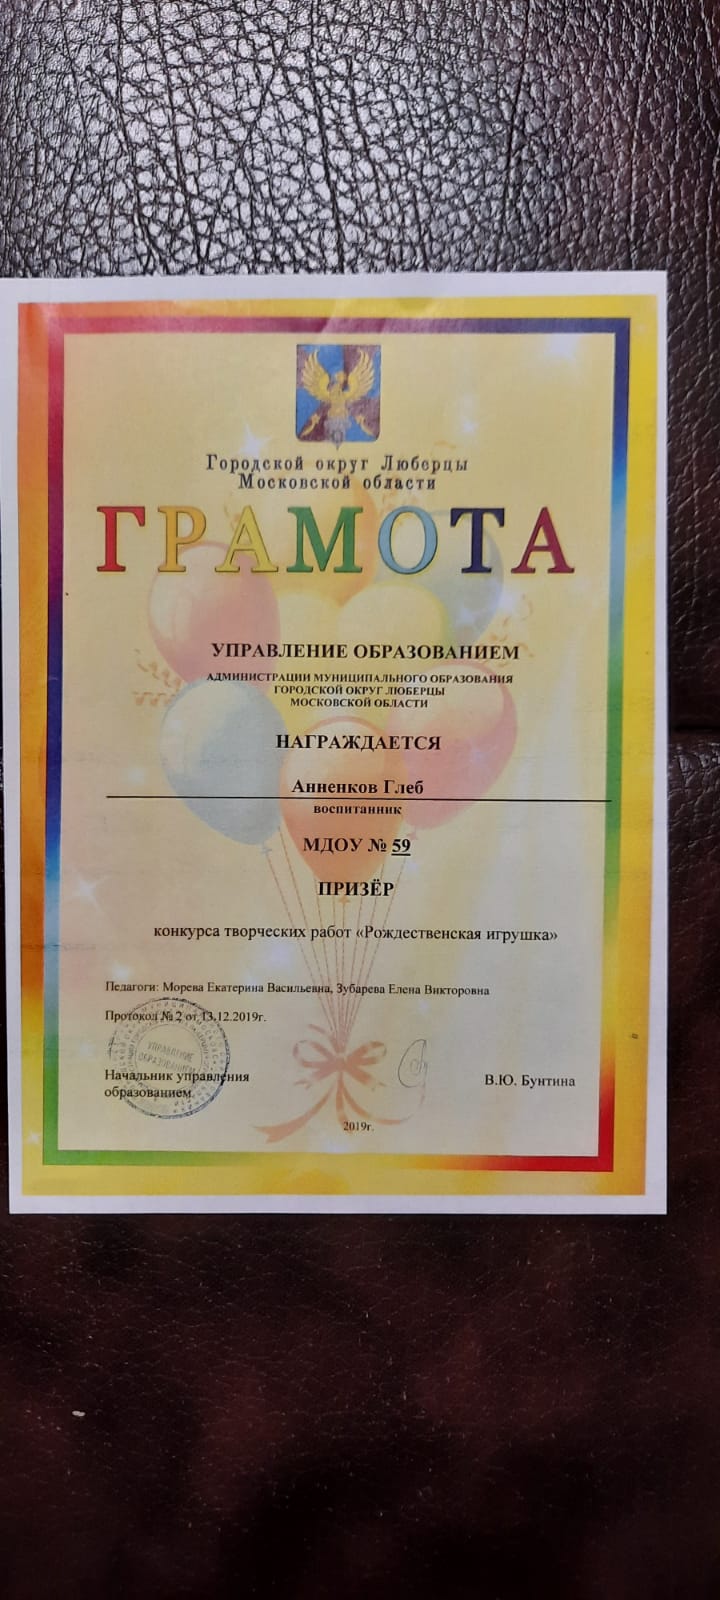 Городской округ Люберцы
Московской области
ГРАМОТА
УПРАВЛЕНИЕ ОБРАЗОВАНИЕМ
АДМИНИСТРАЦИИ МУНИЦИПАЛЬНОГО ОБРАЗОВАНИЯ
ГОРОДСКОЙ ОКРУГ ЛЮБЕРЦЫ
МОСКОВСКОЙ ОБЛАСТИ
НАГРАЖДАЕТСЯ
Анненков Глеб
воспитанник
МДОУ № 59
ПРИЗЁР
конкурса творческих работ «Рождественская игрушка»
Педагоги: Морева Екатерина Васильевна, Зубарева Елена Викторовна
Протокол № 2 от 13.12.2019г.
УПРАВЛЕНИЕ
ОБРАЗОВАНИЕМ
Начальник управления
образованием
В.Ю. Бунтина
2019г.